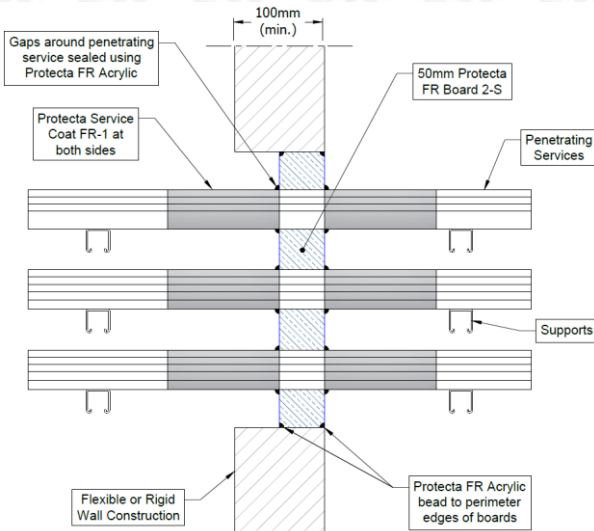 100mm
(min.)
Gaps around penetrating
service sealed using
Protecta FR Acrylic
50mm Protecta
FR Board 2-S
Protecta Service
Coat FR-1 at
both sides
Penetrating
Services
Supports
Flexible or Rigid
Wall Construction
Protecta FR Acrylic
bead to perimeter
edges of boards